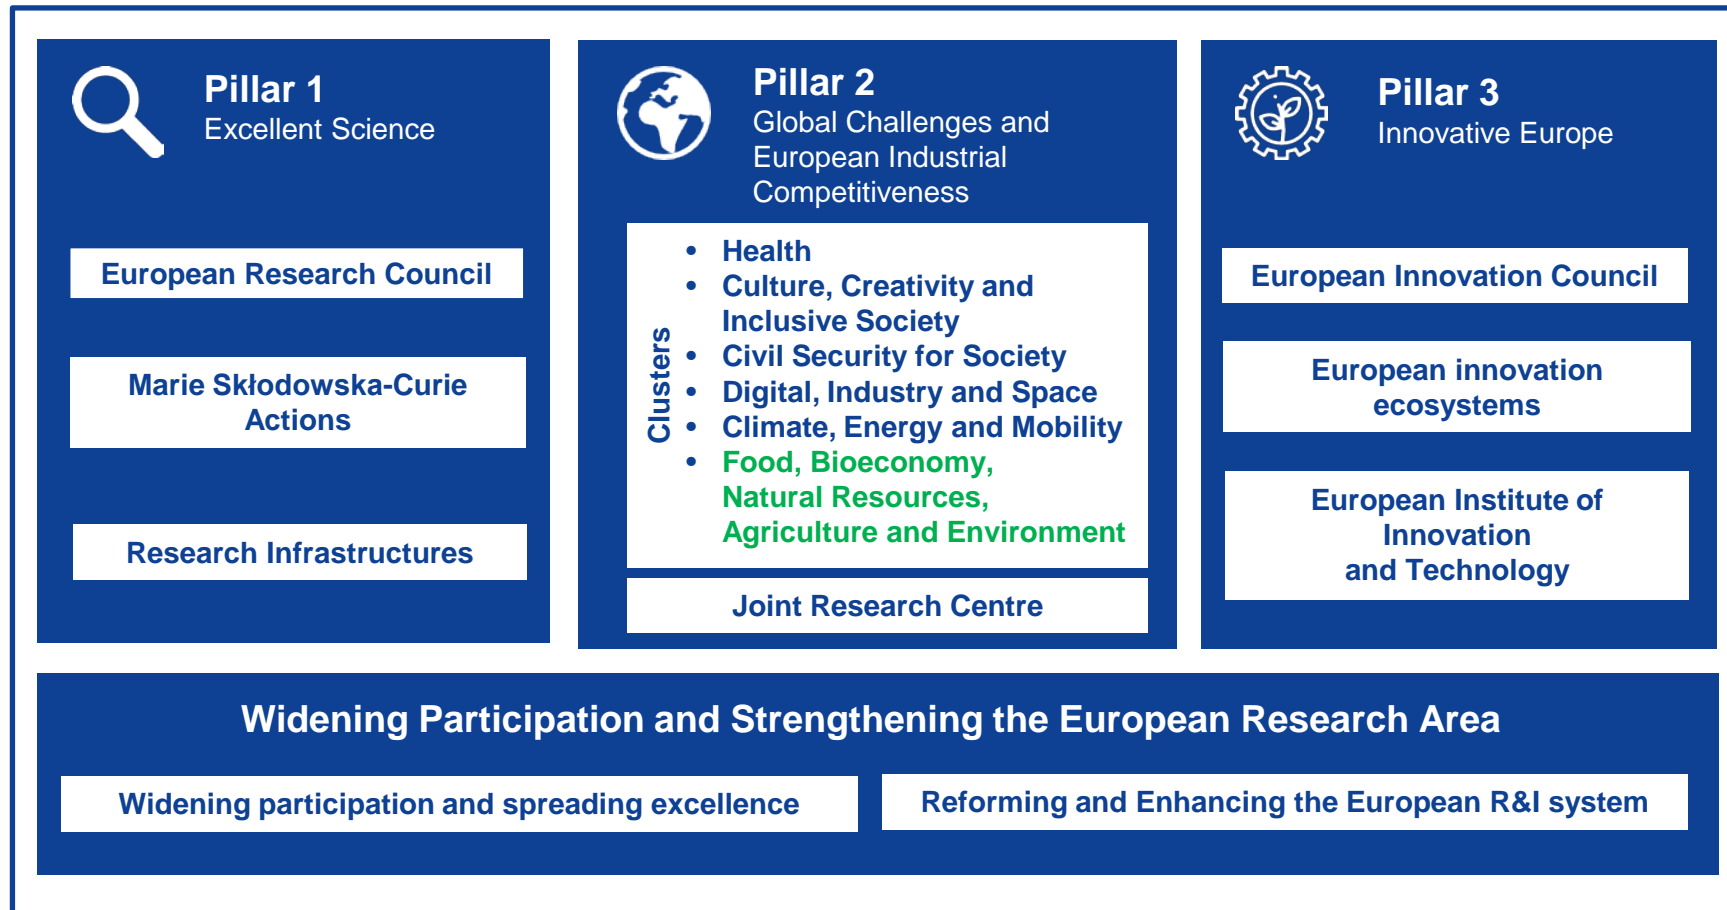 Pillar 1
Excellent Science
European Research Council
Marie Skłodowska-Curie
Actions
Research Infrastructures
Pillar 2
Global Challenges and
European Industrial
Competitiveness
Clusters
• Health
• Culture, Creativity and
Inclusive Society
• Civil Security for Society
• Digital, Industry and Space
• Climate, Energy and Mobility
• Food, Bioeconomy,
Natural Resources,
Agriculture and Environment
Joint Research Centre
Pillar 3
Innovative Europe
European Innovation Council
European innovation
ecosystems
European Institute of
Innovation
and Technology
Widening Participation and Strengthening the European Research Area
Widening participation and spreading excellence
Reforming and Enhancing the European R&I system